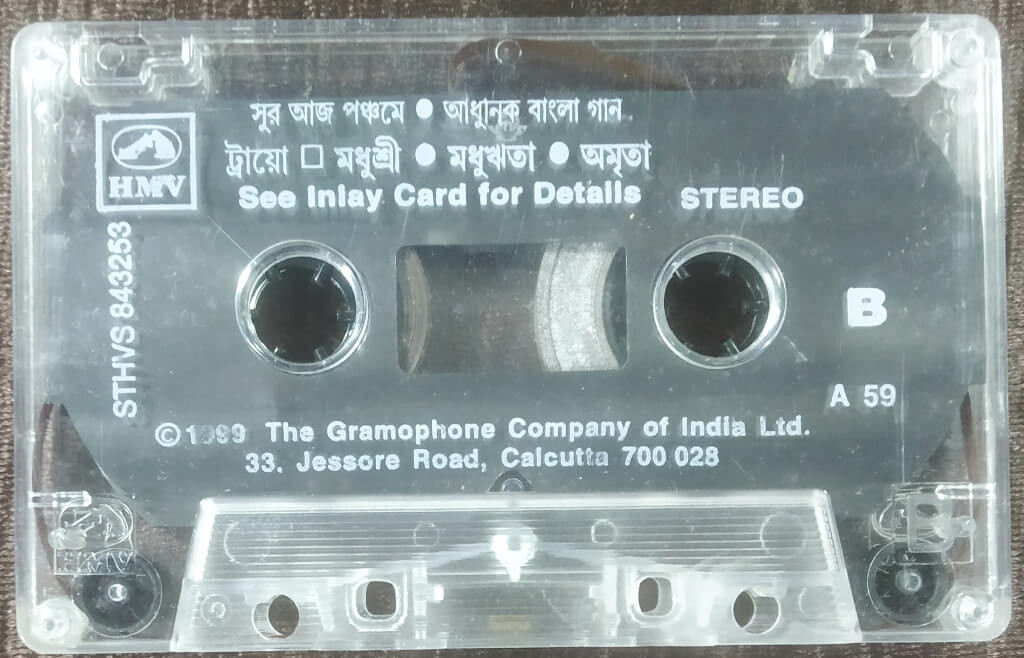 সুর আজ পঞ্চমে ● আধুনিক বাংলা গান
ট্রায়ো □ মধুশ্রী ● মধুঋতা ● অমৃতা
HMV
See Inlay Card for Details STEREO
STHVS 843253
B
A 59
©1999 The Gramophone Company of India Ltd.
33. Jessore Road, Calcutta 700 028
HMV